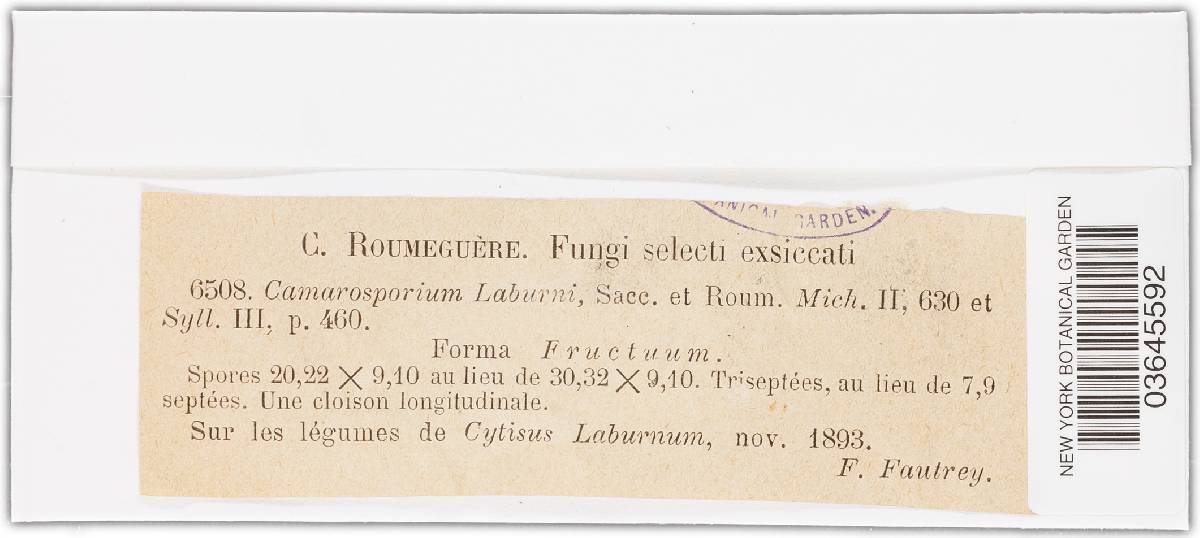 ANICAL GARDEN.
C. ROUMEGUÈRE. Fungi selecti exsiccati
6508. Camarosporium Laburni, Sacc. et Roum. Mich. II, 630 et
Syll. III, p. 460.
Forma Fructuum.
Spores 20,22 × 9,10 au lieu de 30,32 × 9,10. Triseptées, au lieu de 7,9
septées. Une cloison longitudinale.
Sur les légumes de Cytisus Laburnum, nov. 1893.
F. Fautrey.
NEW YORK BOTANICAL GARDEN
03645592